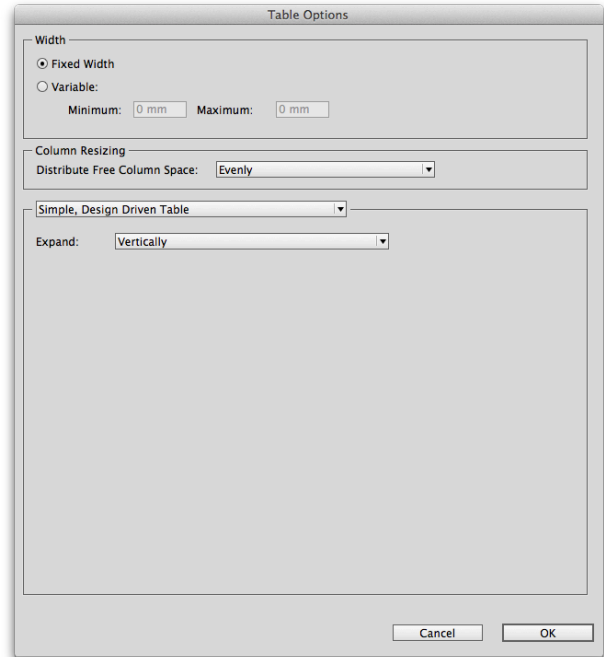 Table Options
Width
Fixed Width
Variable:
Minimum: 0 mm Maximum: 0 mm
Column Resizing
Distribute Free Column Space: Evenly
Simple, Design Driven Table
Expand: Vertically
Cancel OK